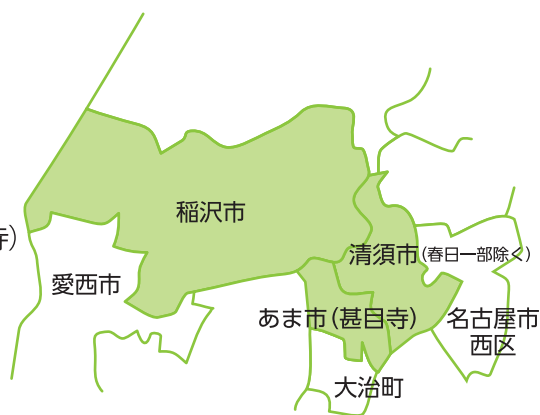 稲沢市
寺)
清須市(春日一部除く)
愛西市
あま市(甚目寺)
名古屋市
西区
大治町